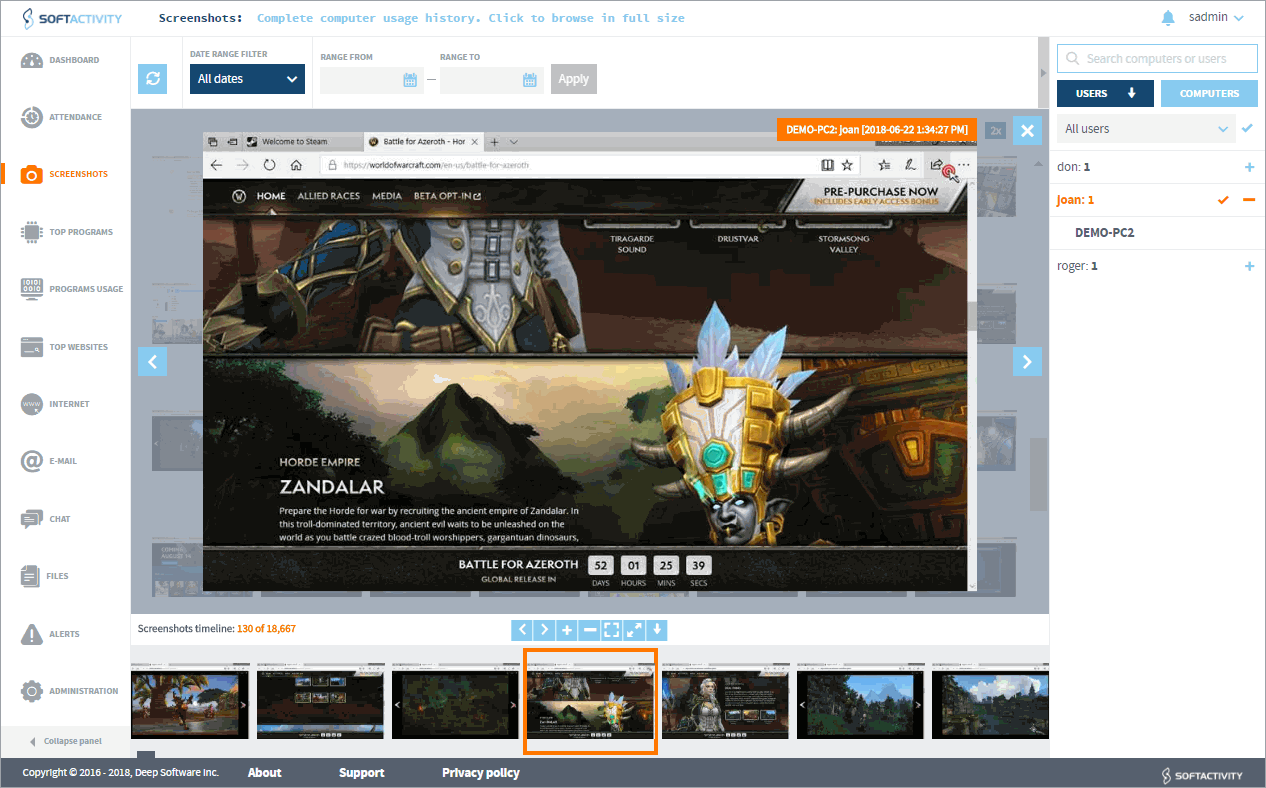 SOFTACTIVITY
Screenshots: Complete computer usage history. Click to browse in full size
sadmin
DASHBOARD
ATTENDANCE
SCREENSHOTS
TOP PROGRAMS
PROGRAMS USAGE
TOP WEBSITES
INTERNET
E-MAIL
CHAT
FILES
ALERTS
ADMINISTRATION
Collapse panel
DATE RANGE FILTER
All dates
RANGE FROM
RANGE TO
Apply
DEMO-PC2: joan [2018-06-22 1:34:27 PM]
2x
Welcome to Steam
Battle for Azeroth - Hor
https://worldofwarcraft.com/en-us/battle-for-azeroth
HOME
ALLIED RACES
MEDIA
BETA OPT-IN
PRE-PURCHASE NOW
INCLUDES EARLY ACCESS BONUS
TIRAGARDE
SOUND
DRUSTVAR
STORMSONG
VALLEY
HORDE EMPIRE
ZANDALAR
Prepare the Horde for war by recruiting the ancient empire of Zandalar. In
this troll-dominated territory, ancient evil waits to be unleashed on the
world as you battle crazed blood-troll worshippers, gargantuan dinosaurs,
BATTLE FOR AZEROTH
GLOBAL RELEASE IN
52 01 25 39
DAYS HOURS MINS SECS
Screenshots timeline: 130 of 18,667
Search computers or users
USERS
COMPUTERS
All users
don: 1
joan: 1
DEMO-PC2
roger: 1
Copyright © 2016 - 2018, Deep Software Inc.
About
Support
Privacy policy
SOFTACTIVITY